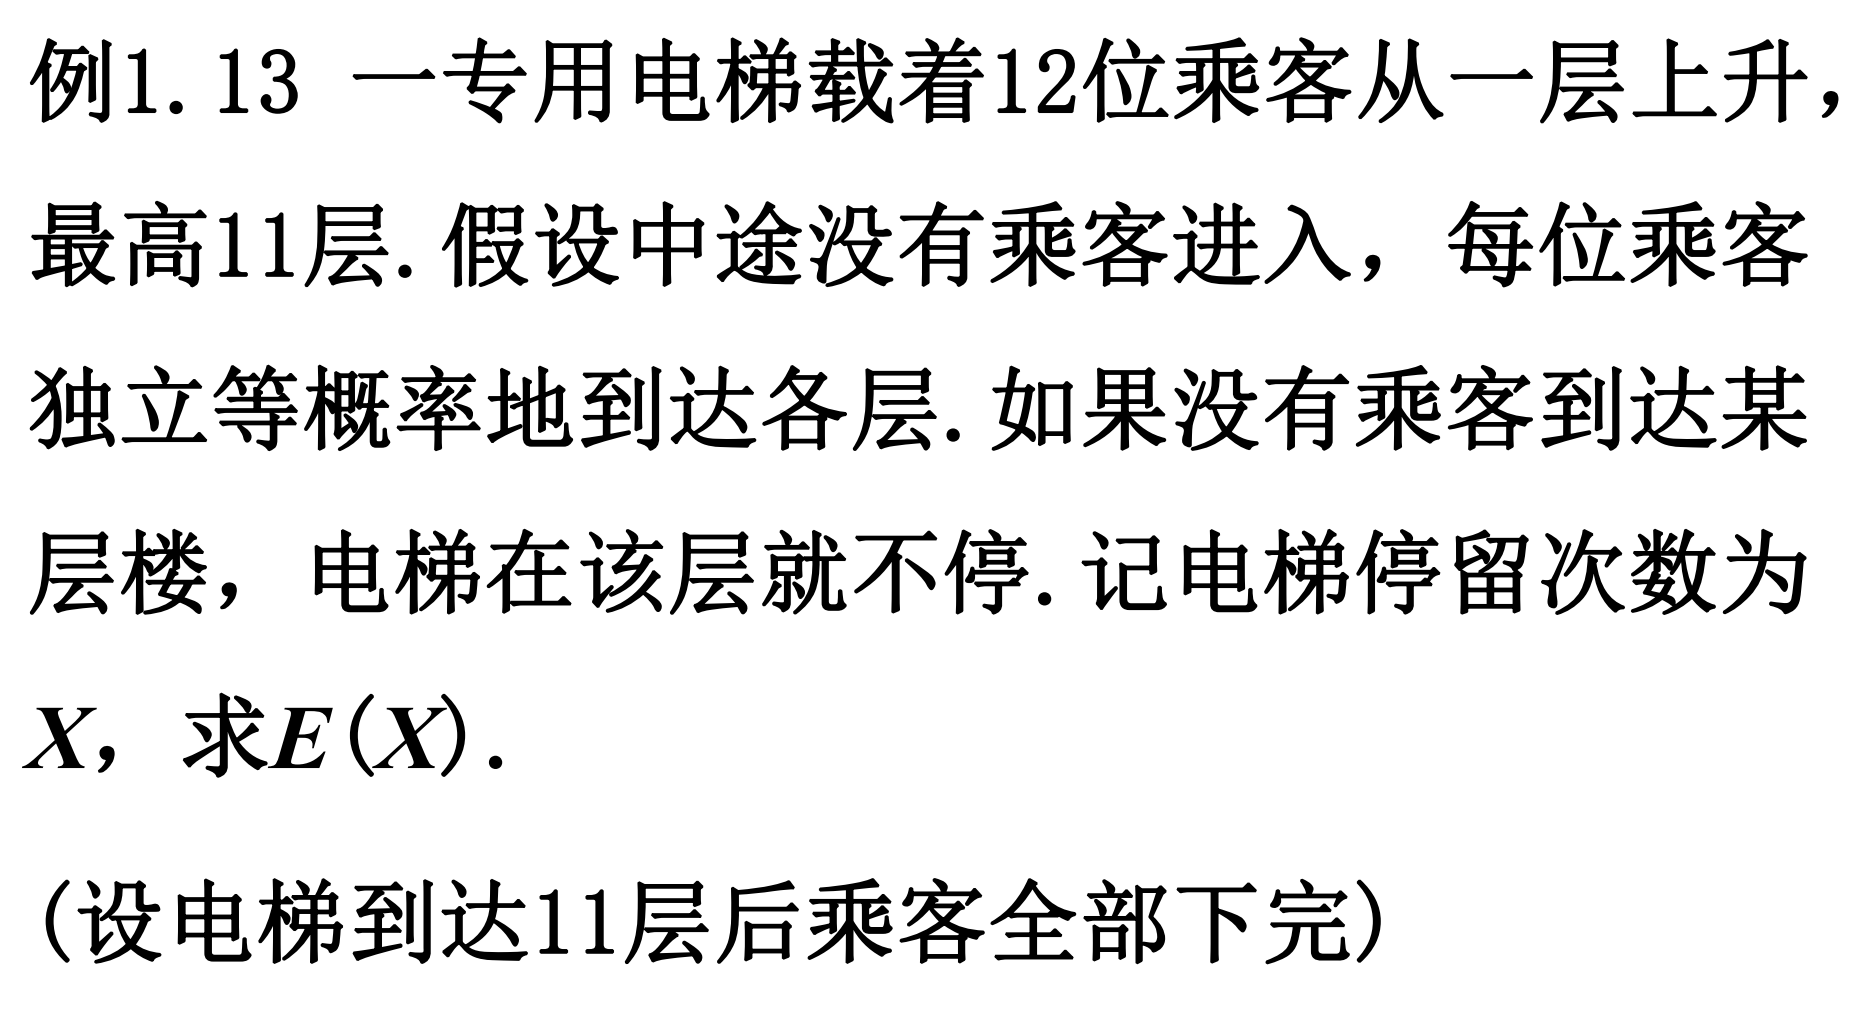 例1.13 一专用电梯载着12位乘客从一层上升，
最高11层.假设中途没有乘客进入，每位乘客
独立等概率地到达各层.如果没有乘客到达某
层楼，电梯在该层就不停.记电梯停留次数为
X，求E(X).
(设电梯到达11层后乘客全部下完)